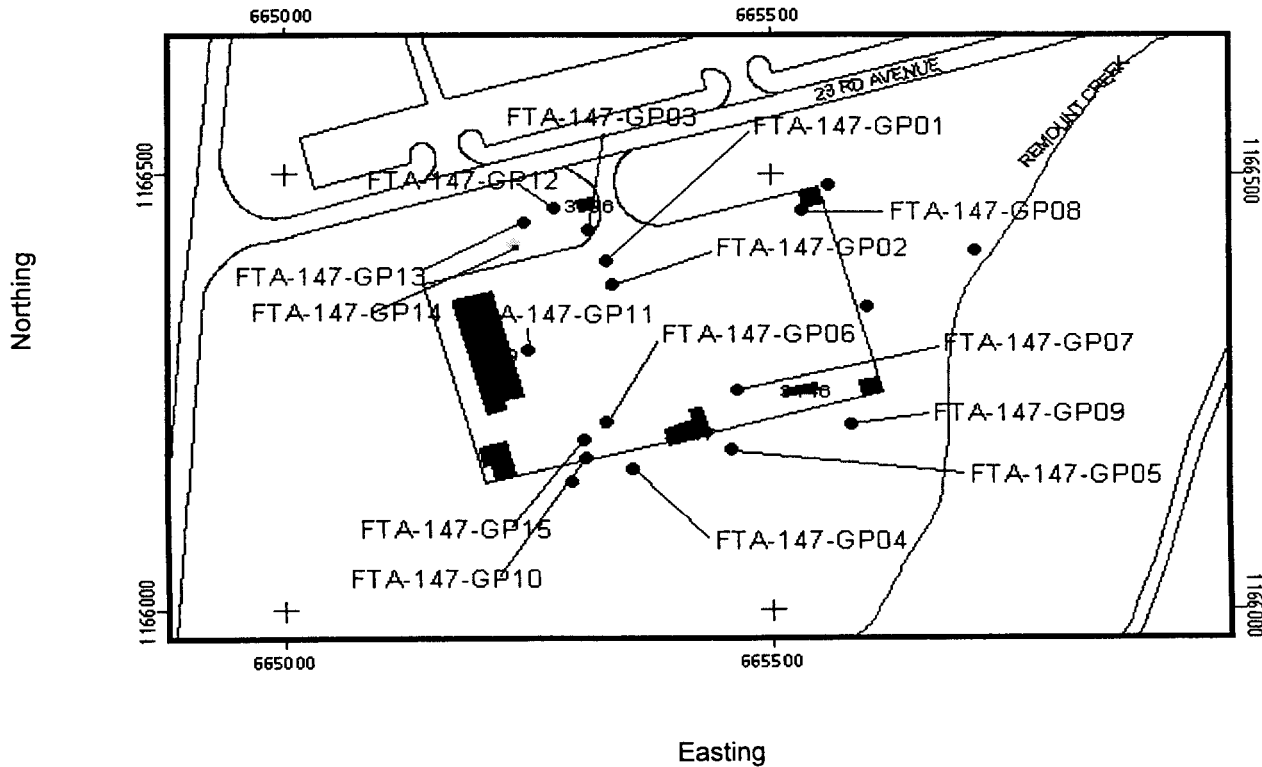 665000
665500
23 RD AVENUE
REMOUNT CREEK
FTA-147-GP03
FTA-147-GP01
1166500
1166500
FTA-147-GP12
FTA-147-GP08
FTA-147-GP02
FTA-147-GP13
FTA-147-GP14
A-147-GP11
FTA-147-GP06
FTA-147-GP07
Northing
FTA-147-GP09
FTA-147-GP05
FTA-147-GP15
FTA-147-GP04
FTA-147-GP10
1166000
1166000
665000
665500
Easting